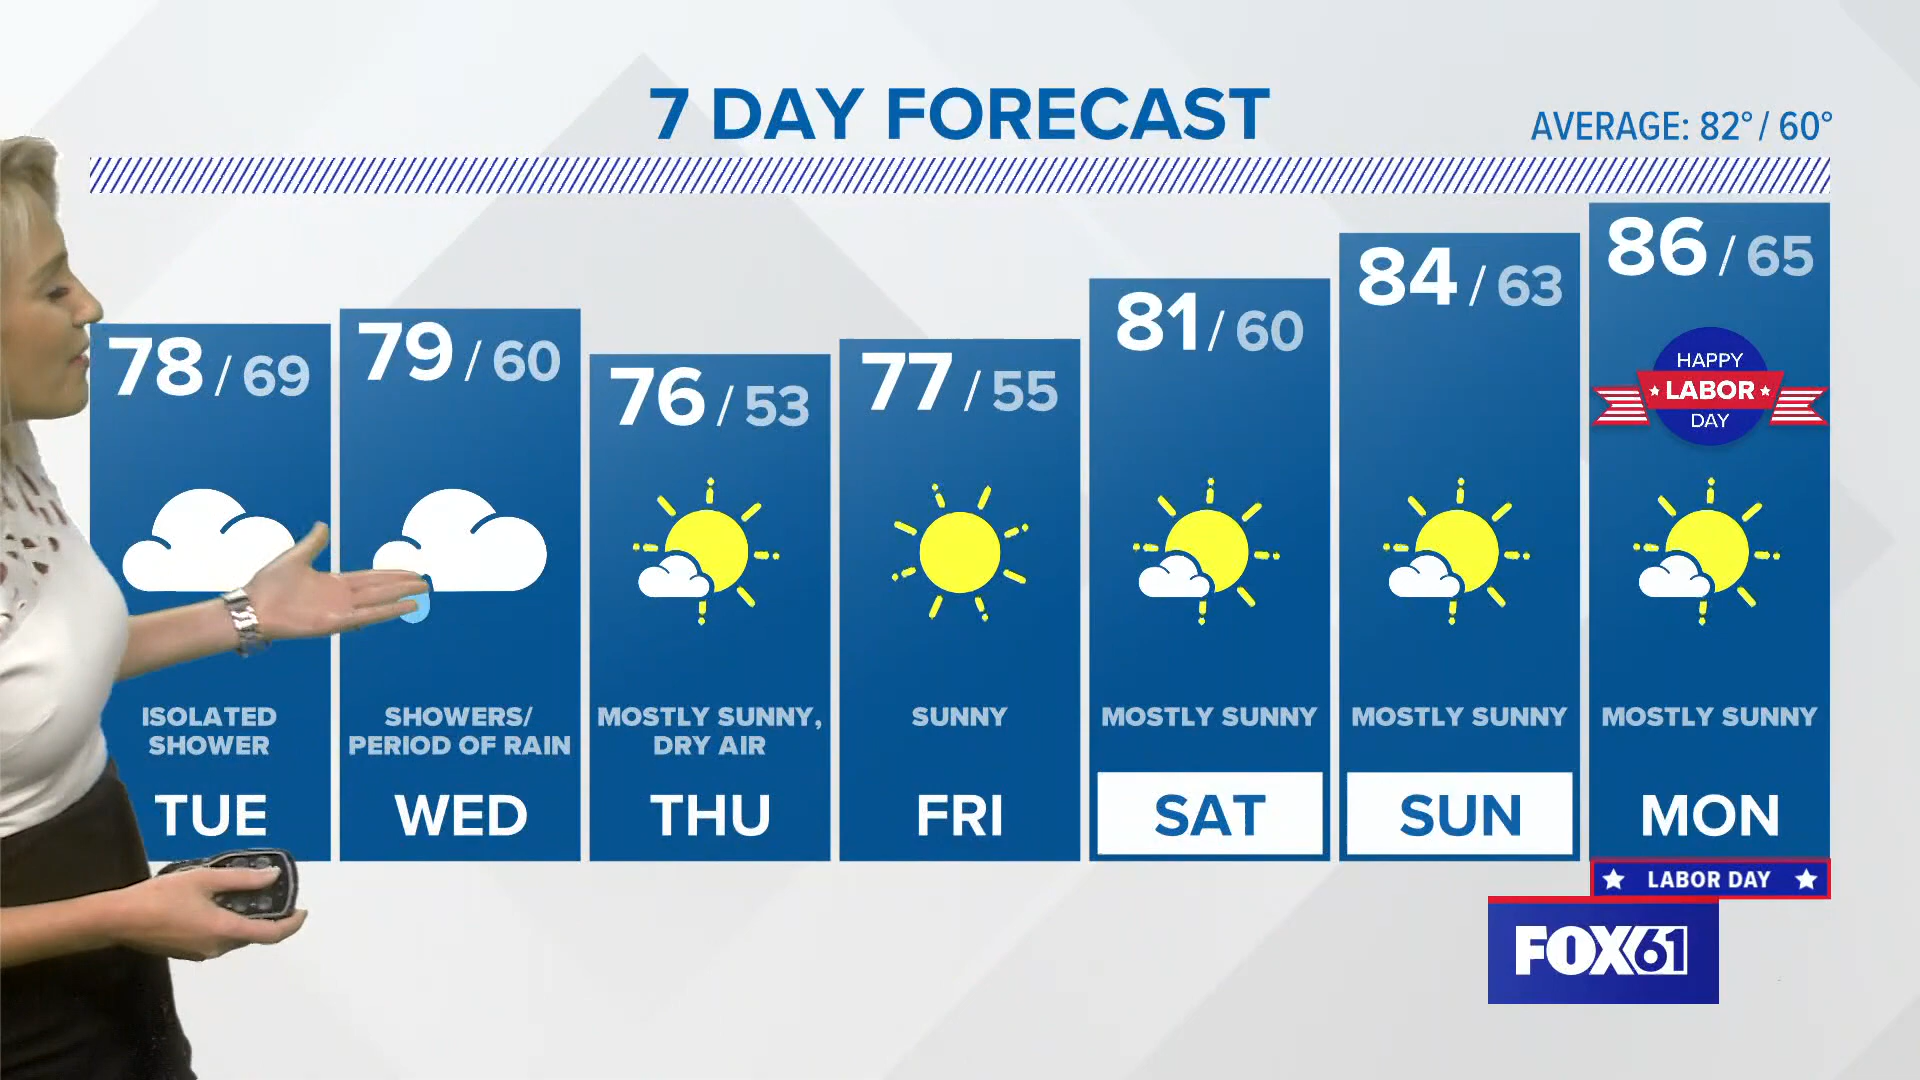 7 DAY FORECAST
AVERAGE: 82° / 60°
78 / 69
ISOLATED
SHOWER
TUE
79 / 60
SHOWERS/
PERIOD OF RAIN
WED
76 / 53
MOSTLY SUNNY,
DRY AIR
THU
77 / 55
SUNNY
FRI
81 / 60
MOSTLY SUNNY
SAT
84 / 63
MOSTLY SUNNY
SUN
86 / 65
HAPPY
LABOR
DAY
MOSTLY SUNNY
MON
LABOR DAY
FOX61